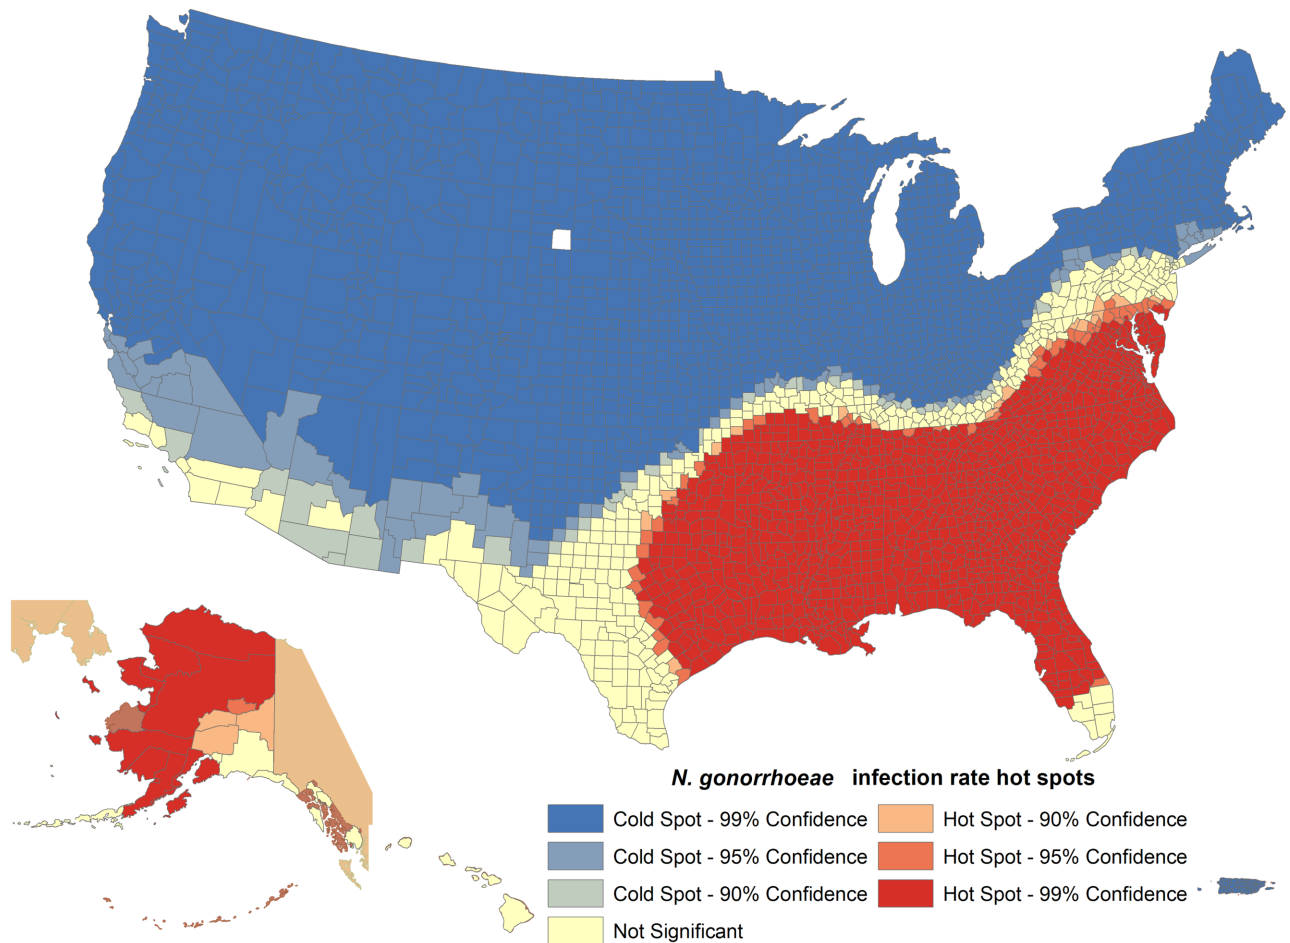 N. gonorrhoeae infection rate hot spots
Cold Spot - 99% Confidence
Cold Spot - 95% Confidence
Cold Spot - 90% Confidence
Not Significant
Hot Spot - 90% Confidence
Hot Spot - 95% Confidence
Hot Spot - 99% Confidence